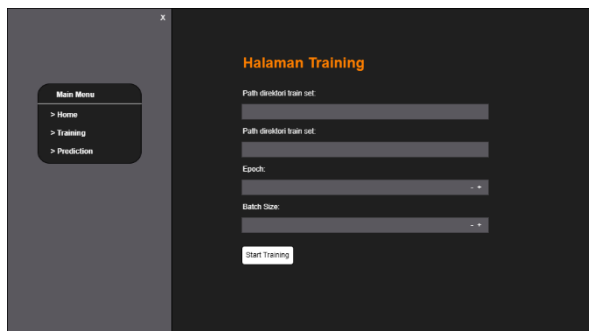 X
Main Menu
> Home
> Training
> Prediction
Halaman Training
Path direktori train set:
Path direktori train set:
Epoch:
- +
Batch Size:
- +
Start Training